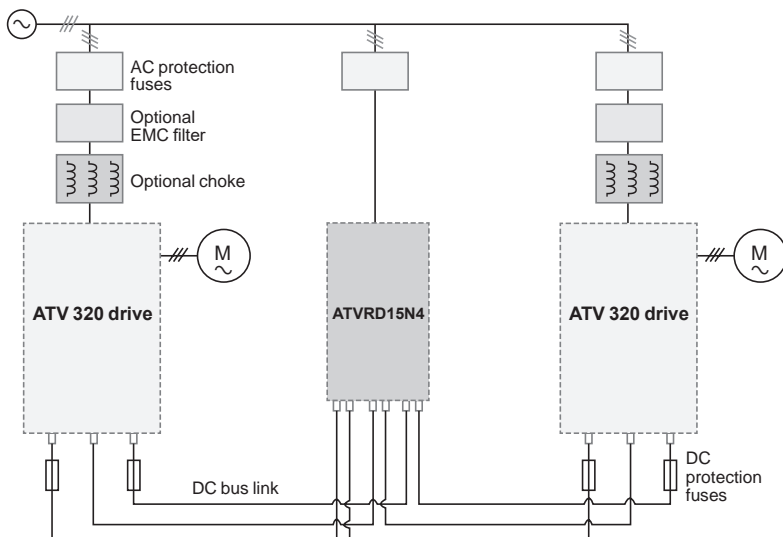 AC protection
fuses
Optional
EMC filter
Optional choke
M
M
ATV 320 drive
ATVRD15N4
ATV 320 drive
DC bus link
DC
protection
fuses